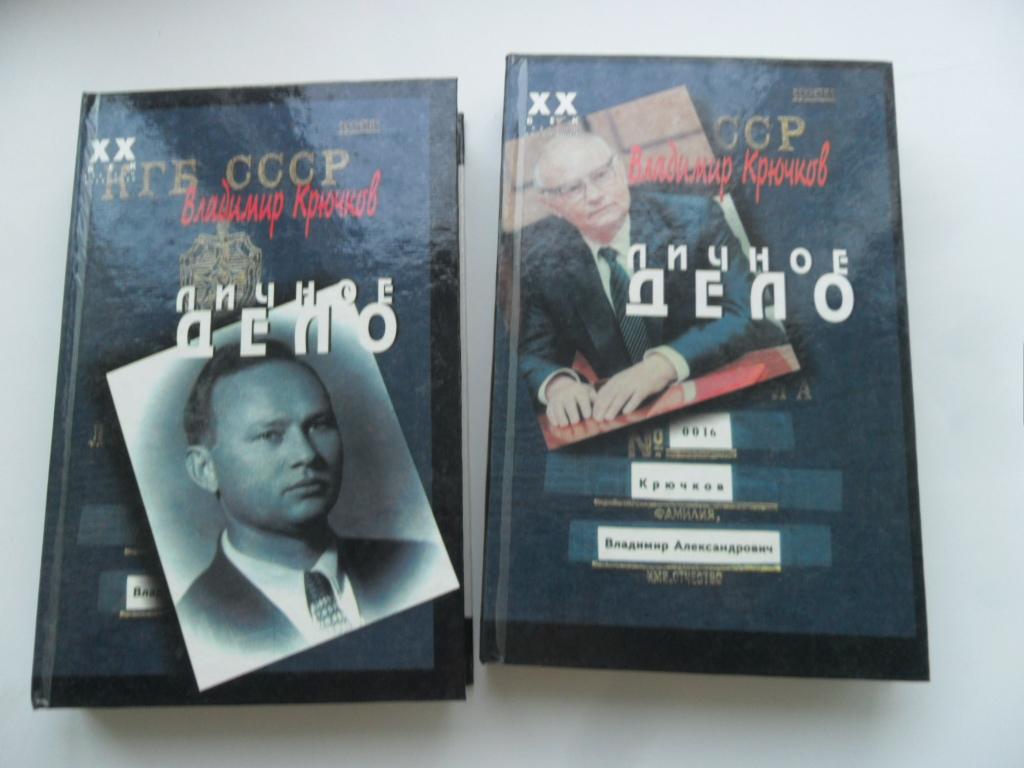 XX
КГБ СССР
Владимир Крючков
ЛИЧНОЕ
ДЕЛО
XX
ВЕК
ССР
Владимир Крючков
ЛИЧНОЕ
ДЕЛО
№ 0016
Крючков
ФАМИЛИЯ,
Владимир Александрович
ИМЯ, ОТЧЕСТВО